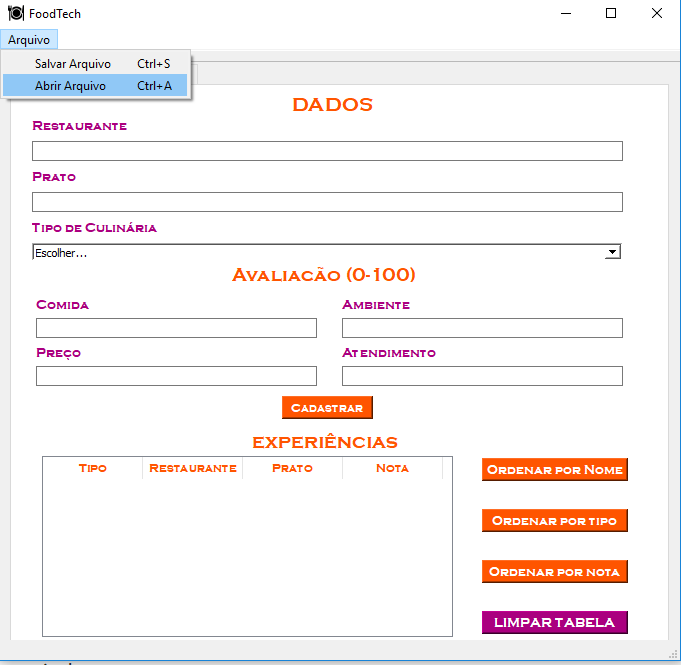 FoodTech
Arquivo
Salvar Arquivo Ctrl+S
Abrir Arquivo Ctrl+A
DADOS
RESTAURANTE
PRATO
TIPO DE CULINÁRIA
Escolher...
AVALIACÃO (0-100)
COMIDA AMBIENTE
PREÇO ATENDIMENTO
CADASTRAR
EXPERIÊNCIAS
TIPO RESTAURANTE PRATO NOTA
ORDENAR POR NOME
ORDENAR POR TIPO
ORDENAR POR NOTA
LIMPAR TABELA